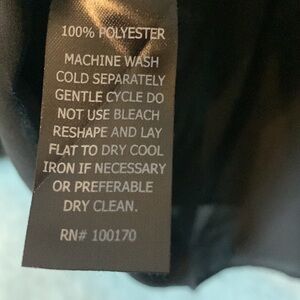 100% POLYESTER
MACHINE WASH
COLD SEPARATELY
GENTLE CYCLE DO
NOT USE BLEACH
RESHAPE AND LAY
FLAT TO DRY COOL
IRON IF NECESSARY
OR PREFERABLE
DRY CLEAN.
RN# 100170